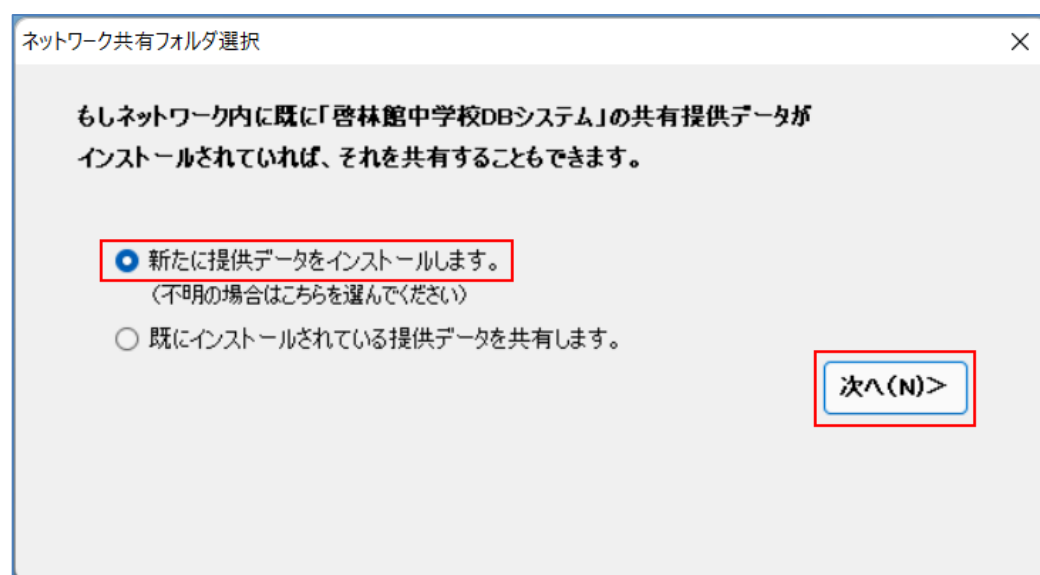 ネットワーク共有フォルダ選択
もしネットワーク内に既に「啓林館中学校DBシステム」の共有提供データが
インストールされていれば、それを共有することもできます。
新たに提供データをインストールします。
（不明の場合はこちらを選んでください）
既にインストールされている提供データを共有します。
次へ(N)＞